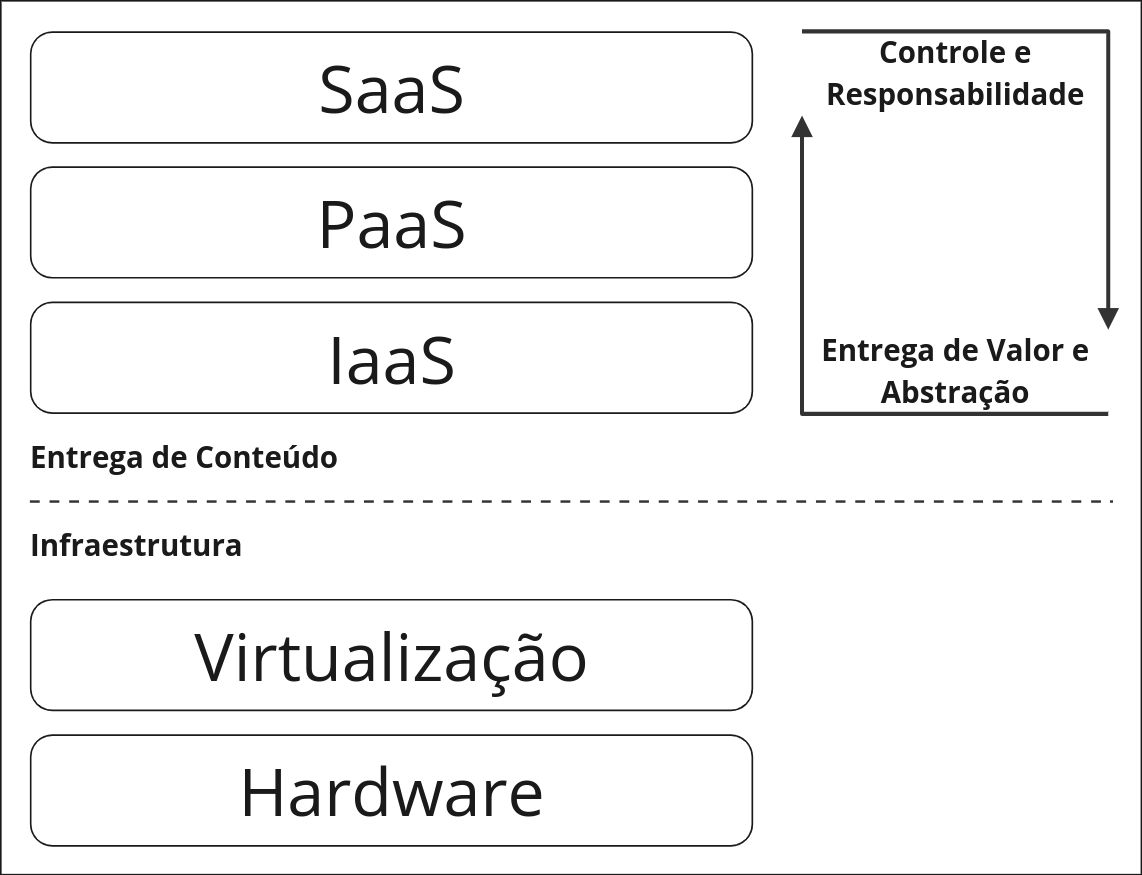 SaaS
PaaS
IaaS
Controle e
Responsabilidade
Entrega de Valor e
Abstração
Entrega de Conteúdo
Infraestrutura
Virtualização
Hardware